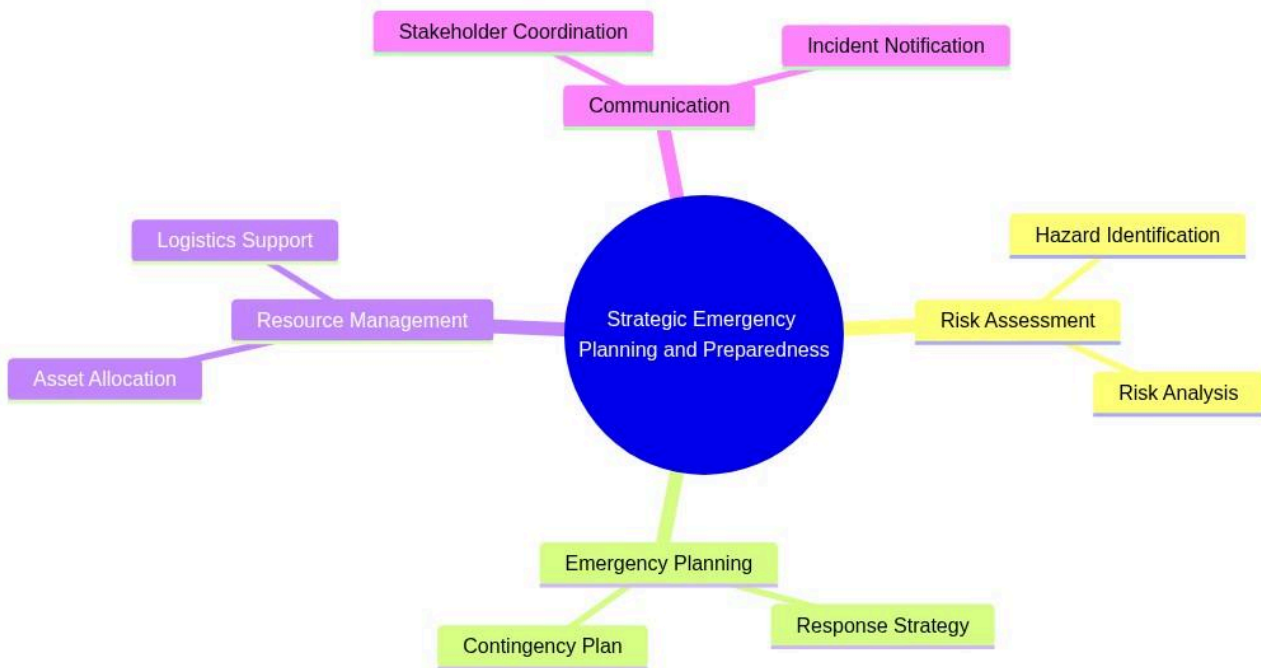 Stakeholder Coordination
Incident Notification
Communication
Logistics Support
Hazard Identification
Resource Management
Strategic Emergency
Planning and Preparedness
Risk Assessment
Asset Allocation
Risk Analysis
Emergency Planning
Contingency Plan
Response Strategy